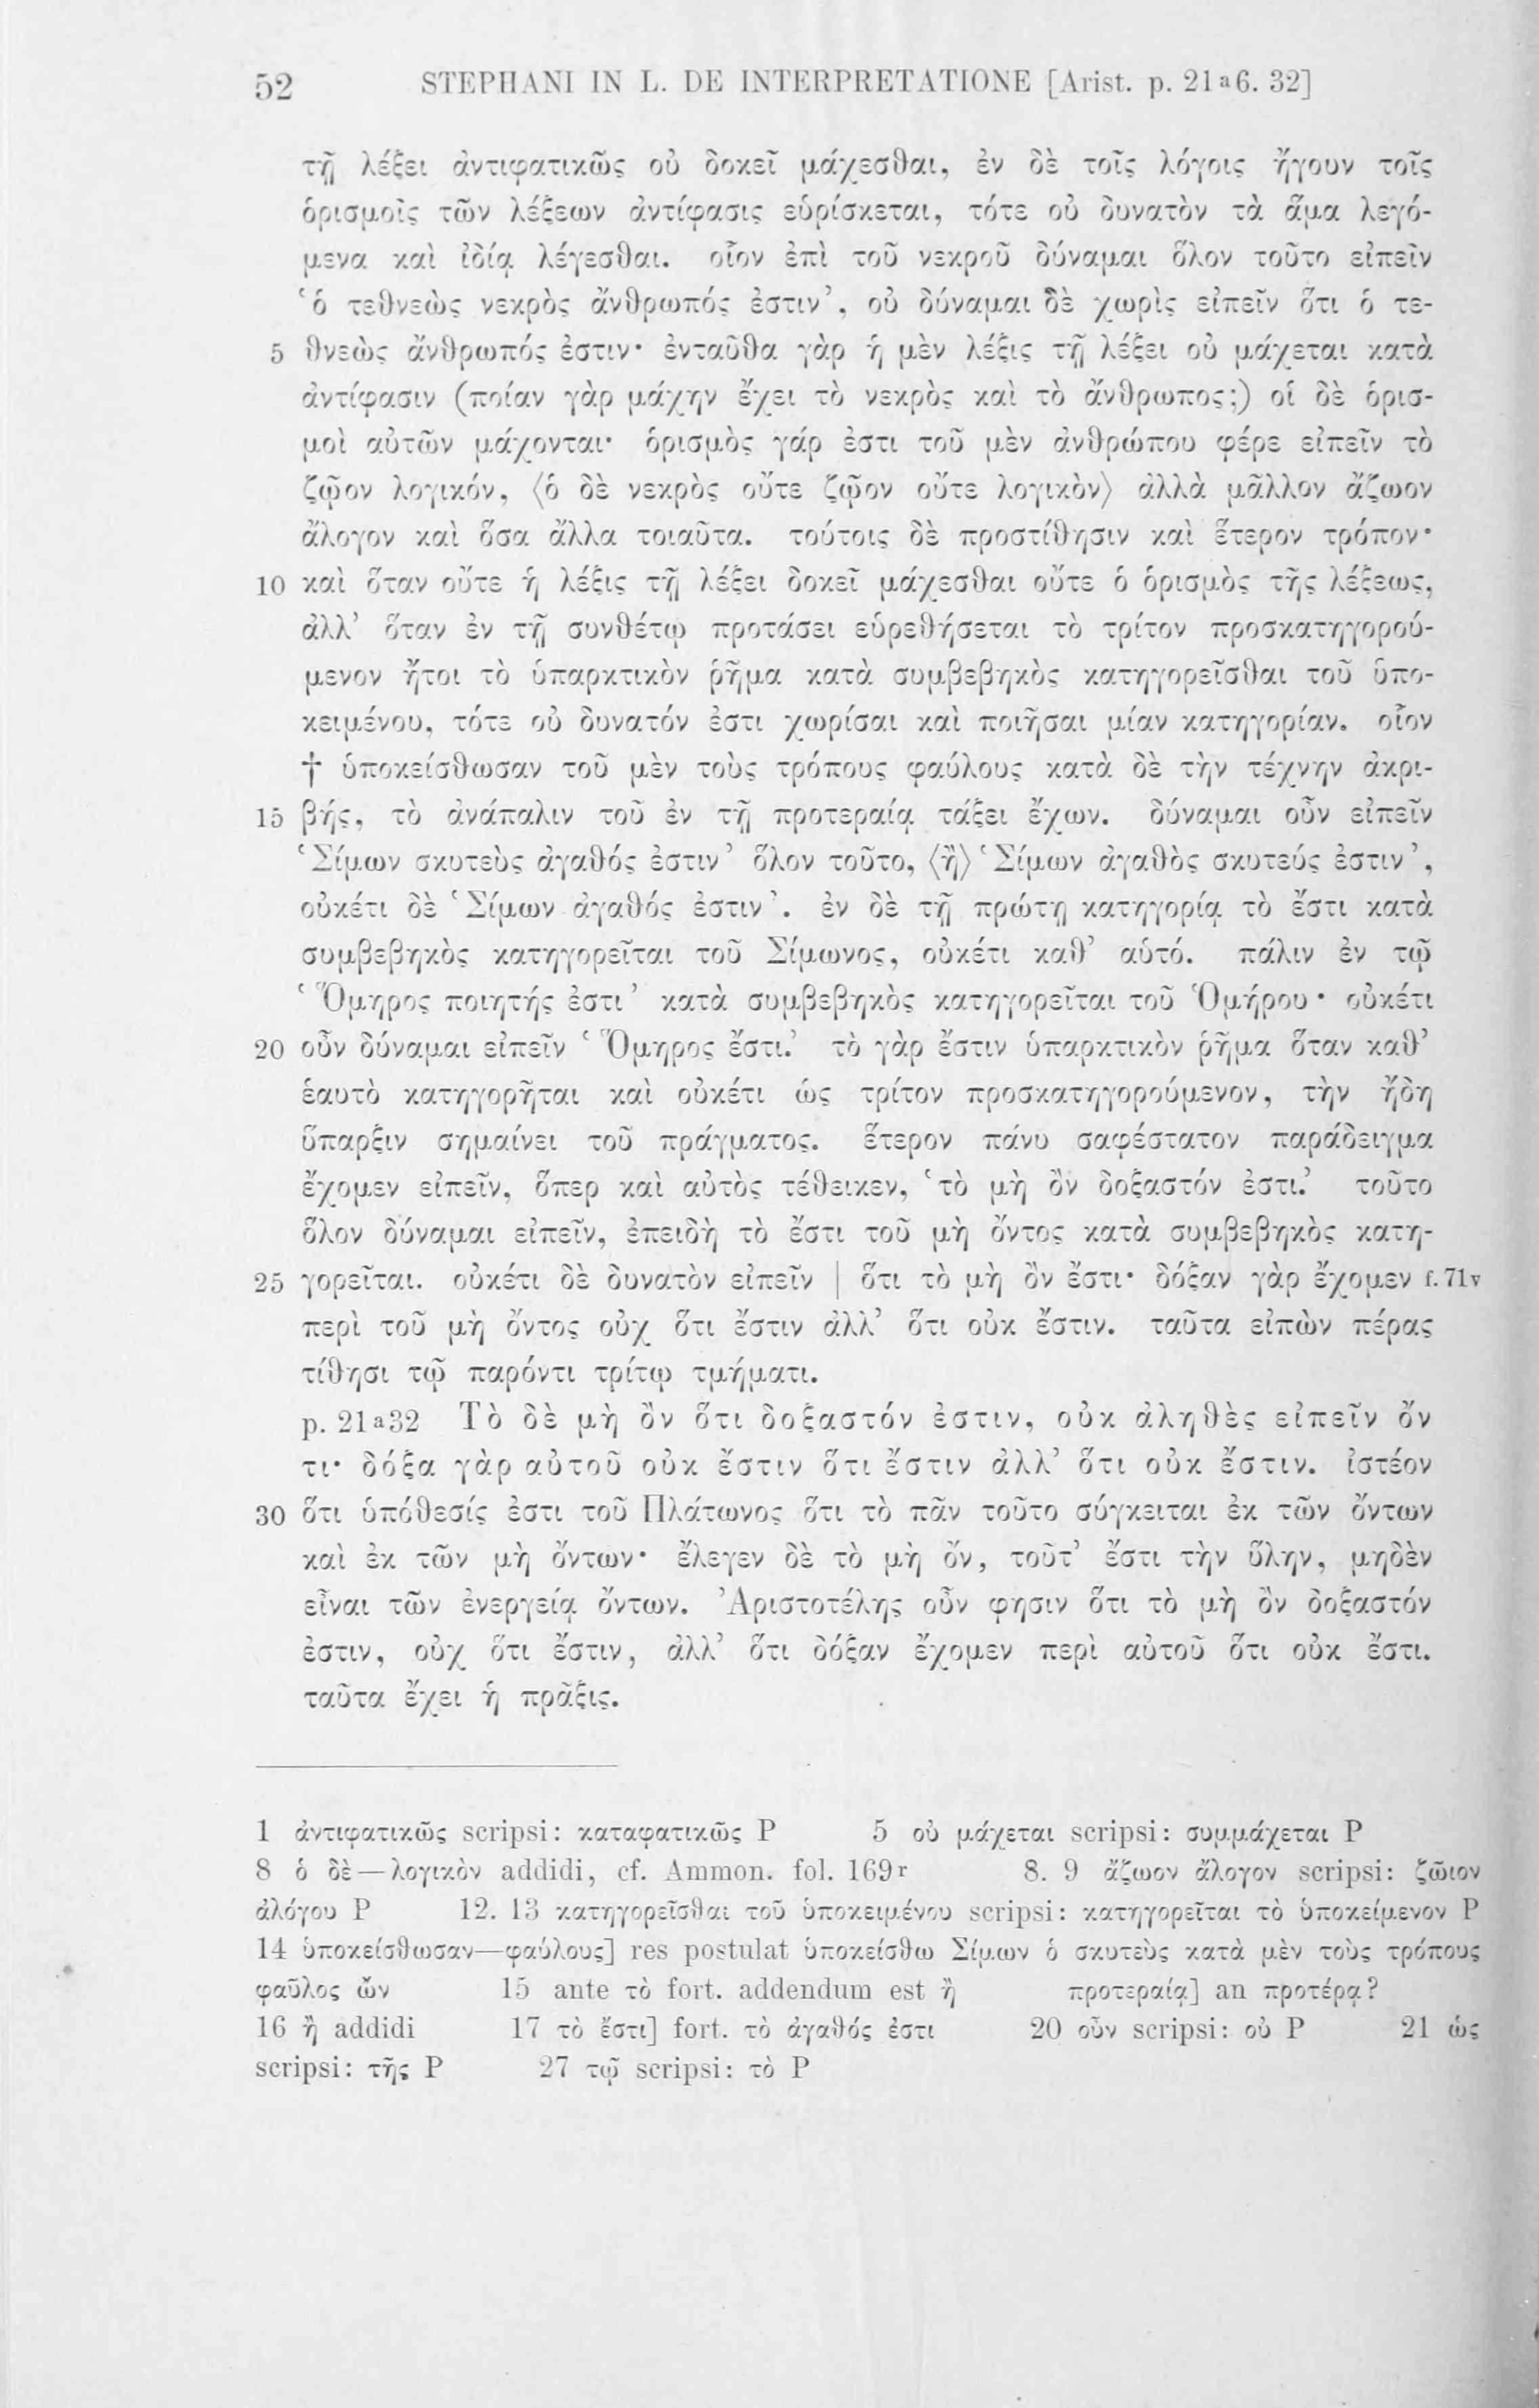 52 STEPHANI IN L. DE INTERPRETATIONE [Arist. p. 21ᵃ6. 32]
τῇ λέξει ἀντιφατικῶς οὐ δοκεῖ μάχεσθαι, ἐν δὲ τοῖς λόγοις ἤγουν τοῖς
ὁρισμοῖς τῶν λέξεων ἀντίφασις εὑρίσκεται, τότε οὐ δυνατὸν τὰ ἅμα λεγό-
μενα καὶ ἰδίᾳ λέγεσθαι. οἷον ἐπὶ τοῦ νεκροῦ δύναμαι ὅλον τοῦτο εἰπεῖν
‘ὁ τεθνεὼς νεκρὸς ἄνθρωπός ἐστιν’, οὐ δύναμαι δὲ χωρὶς εἰπεῖν ὅτι ὁ τε-
5 θνεὼς ἄνθρωπός ἐστιν· ἐνταῦθα γὰρ ἡ μὲν λέξις τῇ λέξει οὐ μάχεται κατὰ
ἀντίφασιν (ποίαν γὰρ μάχην ἔχει τὸ νεκρὸς καὶ τὸ ἄνθρωπος;) οἱ δὲ ὁρισ-
μοὶ αὐτῶν μάχονται· ὁρισμὸς γάρ ἐστι τοῦ μὲν ἀνθρώπου φέρε εἰπεῖν τὸ
ζῷον λογικόν, ⟨ὁ δὲ νεκρὸς οὔτε ζῷον οὔτε λογικὸν⟩ ἀλλὰ μᾶλλον ἄζωον
ἄλογον καὶ ὅσα ἄλλα τοιαῦτα. τούτοις δὲ προστίθησιν καὶ ἕτερον τρόπον·
10 καὶ ὅταν οὔτε ἡ λέξις τῇ λέξει δοκεῖ μάχεσθαι οὔτε ὁ ὁρισμὸς τῆς λέξεως,
ἀλλ’ ὅταν ἐν τῇ συνθέτῳ προτάσει εὑρεθήσεται τὸ τρίτον προσκατηγορού-
μενον ἤτοι τὸ ὑπαρκτικὸν ῥῆμα κατὰ συμβεβηκὸς κατηγορεῖσθαι τοῦ ὑπο-
κειμένου, τότε οὐ δυνατόν ἐστι χωρίσαι καὶ ποιῆσαι μίαν κατηγορίαν. οἷον
† ὑποκείσθωσαν τοῦ μὲν τοὺς τρόπους φαύλους κατὰ δὲ τὴν τέχνην ἀκρι-
15 βής, τὸ ἀνάπαλιν τοῦ ἐν τῇ προτεραίᾳ τάξει ἔχων. δύναμαι οὖν εἰπεῖν
‘Σίμων σκυτεὺς ἀγαθός ἐστιν’ ὅλον τοῦτο, ⟨ἢ⟩ ‘Σίμων ἀγαθὸς σκυτεύς ἐστιν’,
οὐκέτι δὲ ‘Σίμων ἀγαθός ἐστιν’. ἐν δὲ τῇ πρώτῃ κατηγορίᾳ τὸ ἔστι κατὰ
συμβεβηκὸς κατηγορεῖται τοῦ Σίμωνος, οὐκέτι καθ’ αὑτό. πάλιν ἐν τῷ
‘Ὅμηρος ποιητής ἐστι’ κατὰ συμβεβηκὸς κατηγορεῖται τοῦ Ὁμήρου· οὐκέτι
20 οὖν δύναμαι εἰπεῖν ‘Ὅμηρος ἔστι.’ τὸ γὰρ ἔστιν ὑπαρκτικὸν ῥῆμα ὅταν καθ’
ἑαυτὸ κατηγορῆται καὶ οὐκέτι ὡς τρίτον προσκατηγορούμενον, τὴν ἤδη
ὕπαρξιν σημαίνει τοῦ πράγματος. ἕτερον πάνυ σαφέστατον παράδειγμα
ἔχομεν εἰπεῖν, ὅπερ καὶ αὐτὸς τέθεικεν, ‘τὸ μὴ ὂν δοξαστόν ἐστι.’ τοῦτο
ὅλον δύναμαι εἰπεῖν, ἐπειδὴ τὸ ἔστι τοῦ μὴ ὄντος κατὰ συμβεβηκὸς κατη-
25 γορεῖται. οὐκέτι δὲ δυνατὸν εἰπεῖν | ὅτι τὸ μὴ ὂν ἔστι· δόξαν γὰρ ἔχομεν f. 71v
περὶ τοῦ μὴ ὄντος οὐχ ὅτι ἔστιν ἀλλ’ ὅτι οὐκ ἔστιν. ταῦτα εἰπὼν πέρας
τίθησι τῷ παρόντι τρίτῳ τμήματι.
p. 21ᵃ32 Τὸ δὲ μὴ ὂν ὅτι δοξαστόν ἐστιν, οὐκ ἀληθὲς εἰπεῖν ὄν
τι· δόξα γὰρ αὐτοῦ οὐκ ἔστιν ὅτι ἔστιν ἀλλ’ ὅτι οὐκ ἔστιν. ἰστέον
30 ὅτι ὑπόθεσίς ἐστι τοῦ Πλάτωνος ὅτι τὸ πᾶν τοῦτο σύγκειται ἐκ τῶν ὄντων
καὶ ἐκ τῶν μὴ ὄντων· ἔλεγεν δὲ τὸ μὴ ὄν, τοῦτ’ ἔστι τὴν ὕλην, μηδὲν
εἶναι τῶν ἐνεργείᾳ ὄντων. Ἀριστοτέλης οὖν φησιν ὅτι τὸ μὴ ὂν δοξαστόν
ἐστιν, οὐχ ὅτι ἔστιν, ἀλλ’ ὅτι δόξαν ἔχομεν περὶ αὐτοῦ ὅτι οὐκ ἔστι.
ταῦτα ἔχει ἡ πρᾶξις.
1 ἀντιφατικῶς scripsi: καταφατικῶς P 5 οὐ μάχεται scripsi: συμμάχεται P
8 ὁ δὲ—λογικὸν addidi, cf. Ammon. fol. 169r 8. 9 ἄζωον ἄλογον scripsi: ζῶιον
ἀλόγου P 12. 13 κατηγορεῖσθαι τοῦ ὑποκειμένου scripsi: κατηγορεῖται τὸ ὑποκείμενον P
14 ὑποκείσθωσαν—φαύλους] res postulat ὑποκείσθω Σίμων ὁ σκυτεὺς κατὰ μὲν τοὺς τρόπους
φαῦλος ὤν 15 ante τὸ fort. addendum est ἢ προτεραίᾳ] an προτέρᾳ?
16 ἢ addidi 17 τὸ ἔστι] fort. τὸ ἀγαθός ἐστι 20 οὖν scripsi: οὐ P 21 ὡς
scripsi: τῆς P 27 τῷ scripsi: τὸ P